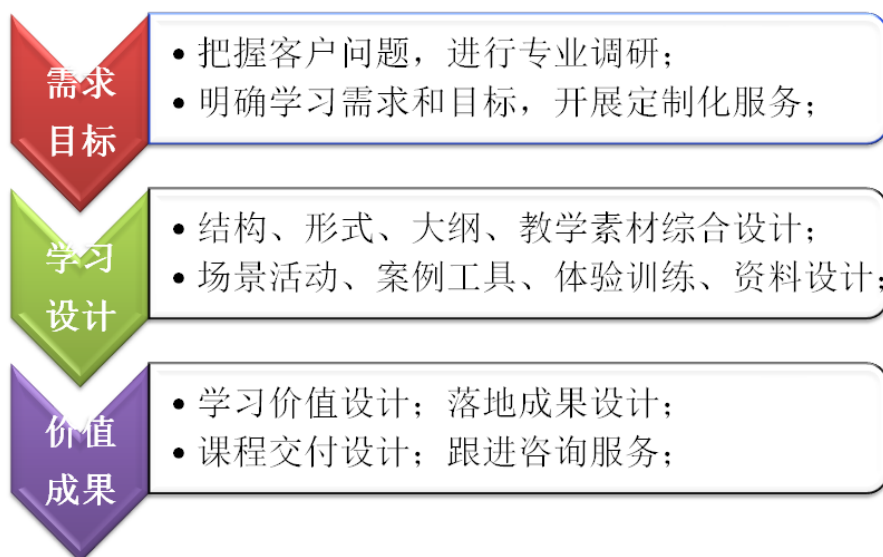 需求
目标
• 把握客户问题，进行专业调研；
• 明确学习需求和目标，开展定制化服务；
学习
设计
• 结构、形式、大纲、教学素材综合设计；
• 场景活动、案例工具、体验训练、资料设计；
价值
成果
• 学习价值设计；落地成果设计；
• 课程交付设计；跟进咨询服务；